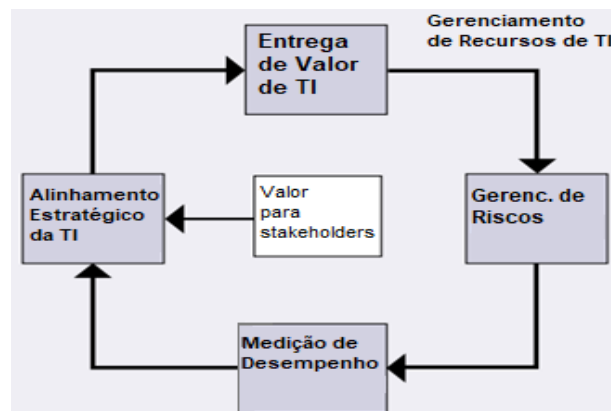 Entrega
de Valor
de TI
Gerenciamento
de Recursos de TI
Alinhamento
Estratégico
da TI
Valor
para
stakeholders
Gerenc. de
Riscos
Medição de
Desempenho